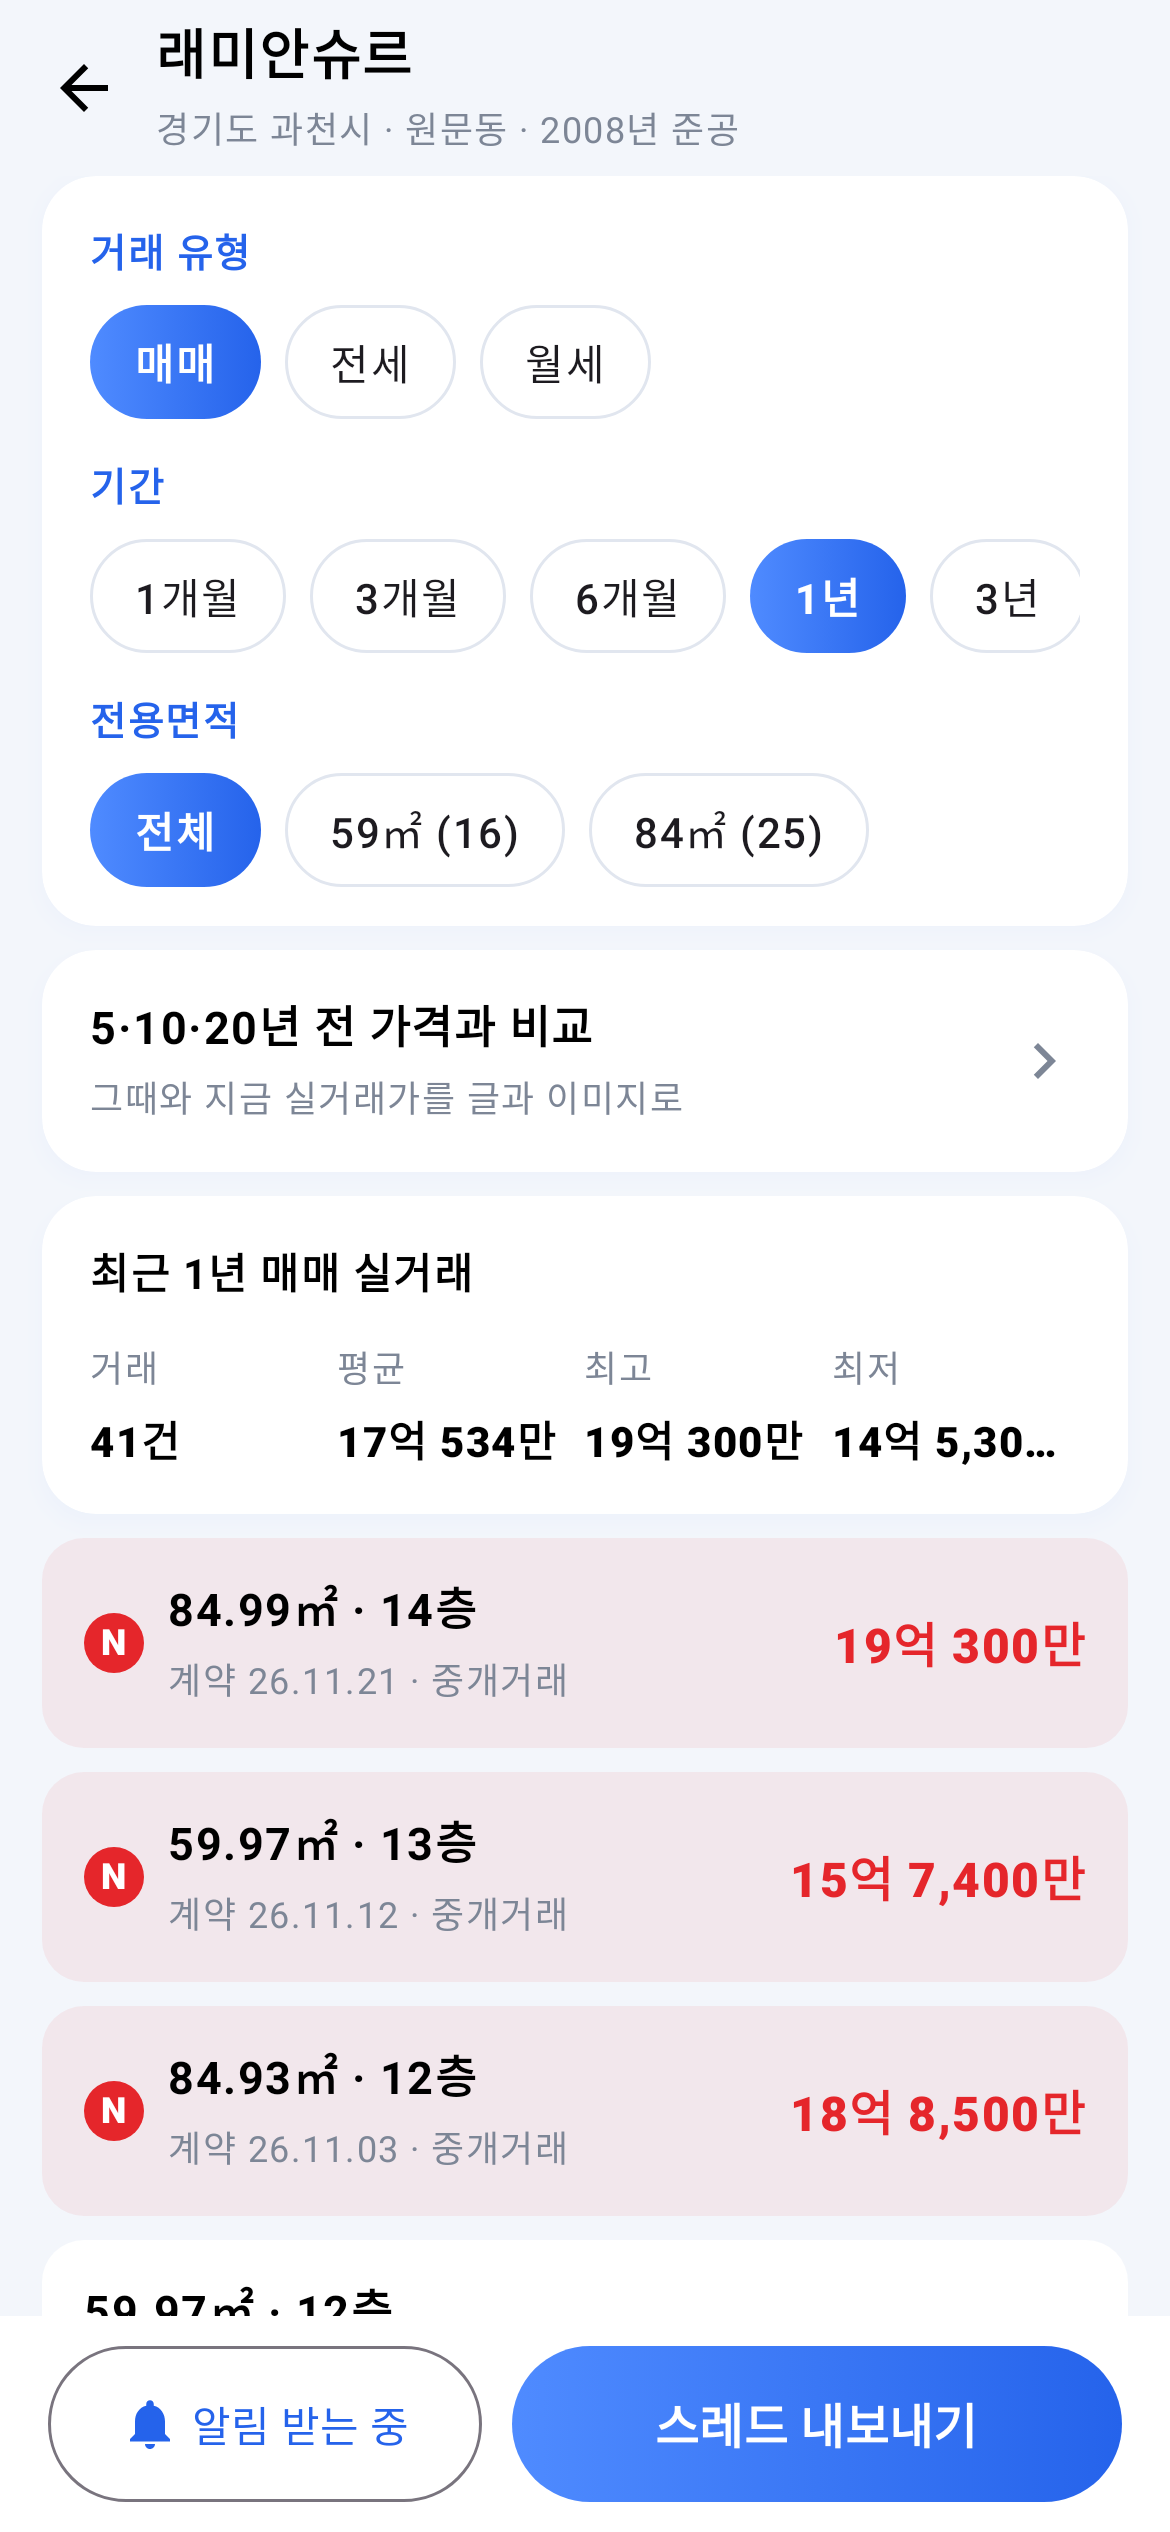 래미안슈르
경기도 과천시 · 원문동 · 2008년 준공
거래 유형
매매 전세 월세
기간
1개월 3개월 6개월 1년 3년
전용면적
전체 59㎡ (16) 84㎡ (25)
5·10·20년 전 가격과 비교
그때와 지금 실거래가를 글과 이미지로
최근 1년 매매 실거래
거래 평균 최고 최저
41건 17억 534만 19억 300만 14억 5,30...
84.99㎡ · 14층
N 19억 300만
계약 26.11.21 · 중개거래
59.97㎡ · 13층
N 15억 7,400만
계약 26.11.12 · 중개거래
84.93㎡ · 12층
N 18억 8,500만
계약 26.11.03 · 중개거래
59.97㎡ · 12층
알림 받는 중 스레드 내보내기